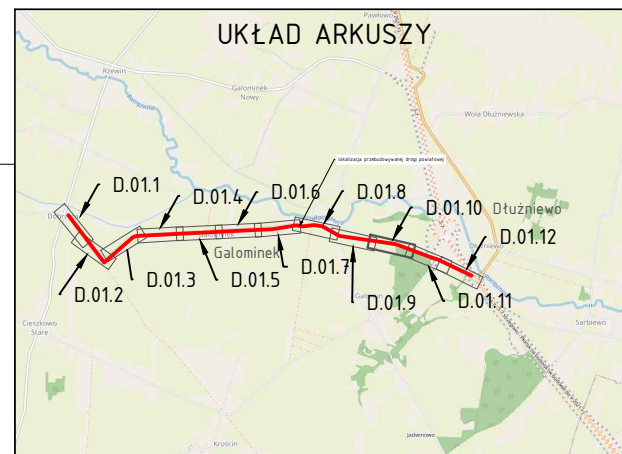 UKŁAD ARKUSZY
Pawłowo
Rzewin
Galominek
Nowy
Wola Dłużniewska
lokalizacja przebudowywanej drogi powiatowej
D.01.1
D.01.4
D.01.6
D.01.8
D.01.10
Dłużniewo
D.01.12
Galominek
D.01.2
D.01.3
D.01.5
D.01.7
D.01.9
D.01.11
Cieszkowo
Stare
Sarbiewo
Krościn
Jadwinowo